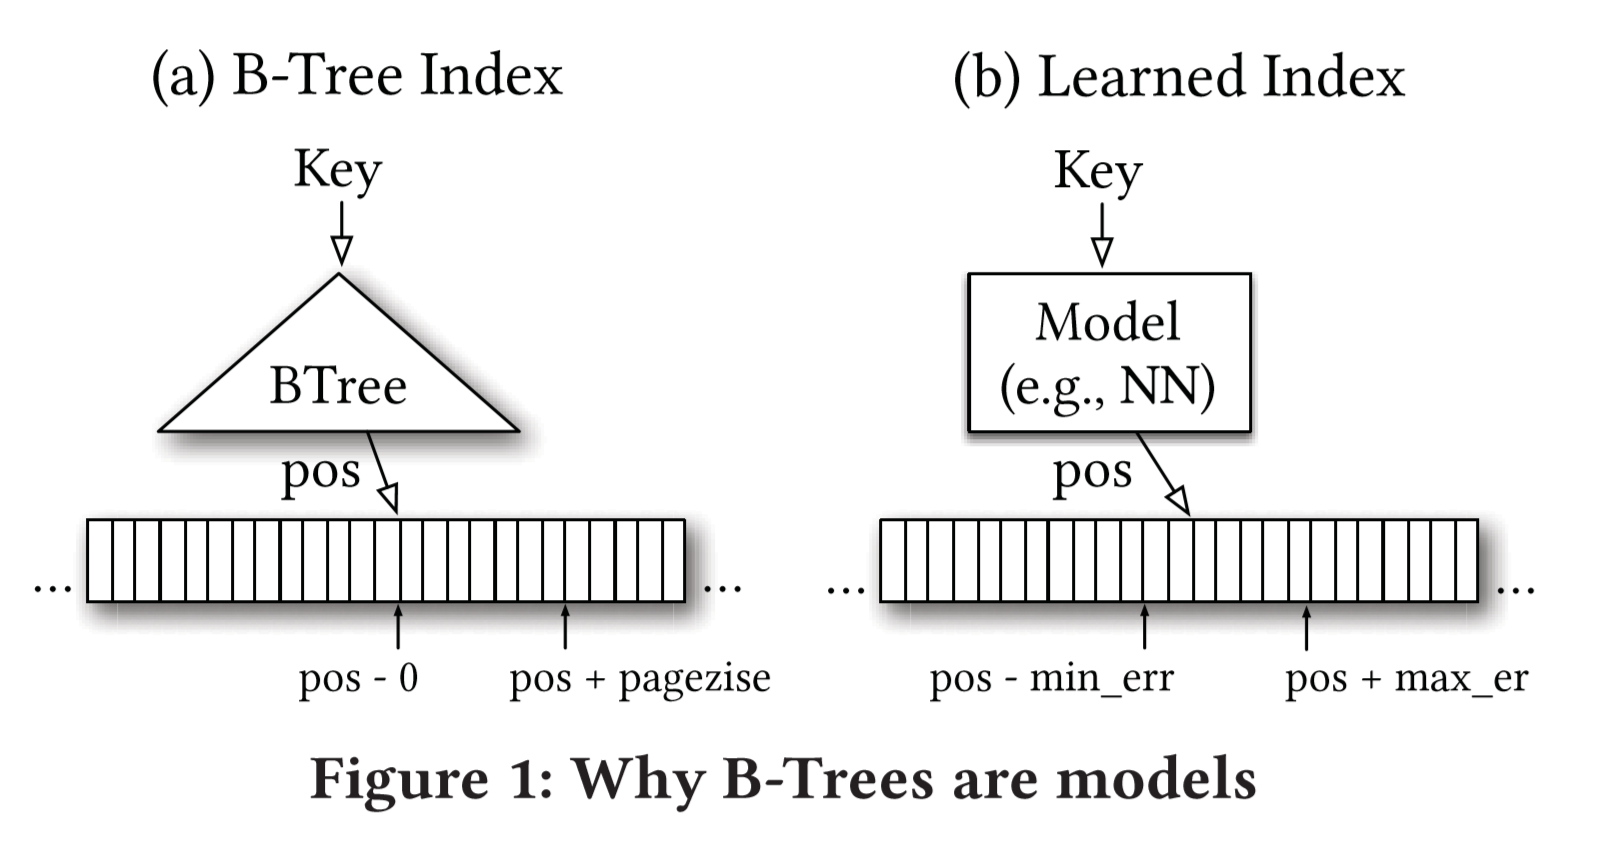 (a) B-Tree Index
Key
BTree
pos
...
...
pos - 0
pos + pagezise
(b) Learned Index
Key
Model
(e.g., NN)
pos
...
...
pos - min_err
pos + max_er
Figure 1: Why B-Trees are models